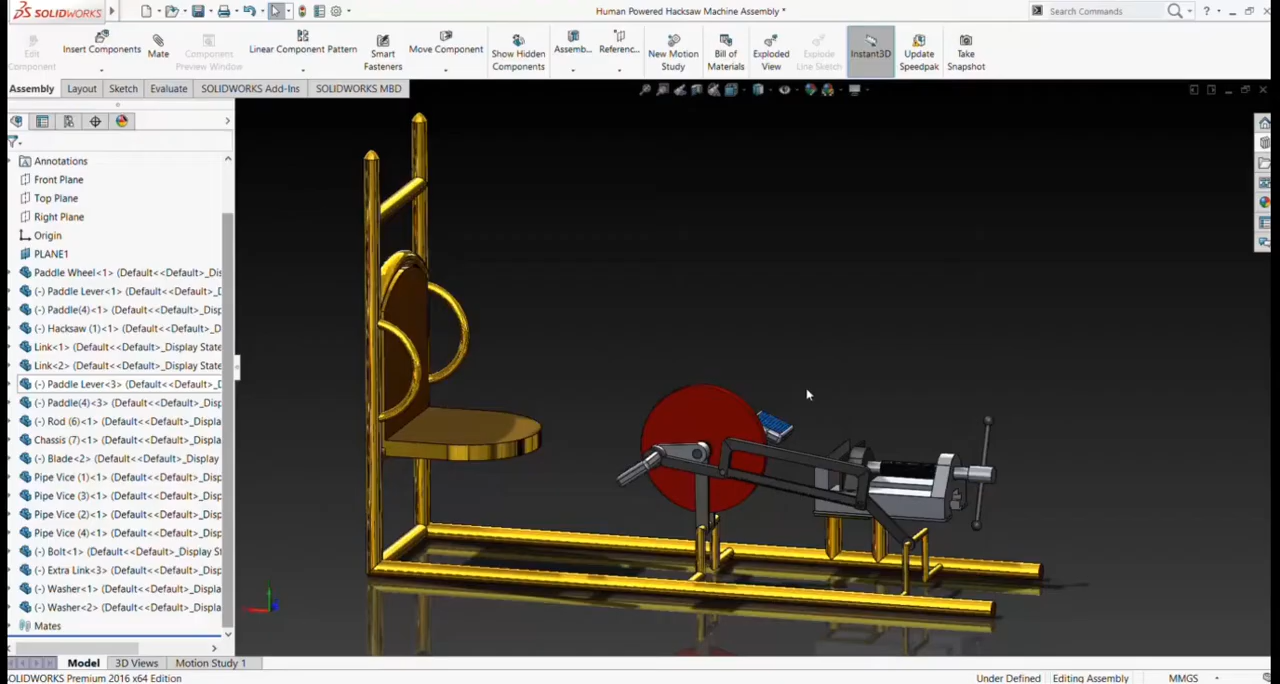 SOLIDWORKS
Human Powered Hacksaw Machine Assembly *
Search Commands
Edit Component
Insert Components
Mate
Component Preview Window
Linear Component Pattern
Smart Fasteners
Move Component
Show Hidden Components
Assemb...
Referenc...
New Motion Study
Bill of Materials
Exploded View
Explode Line Sketch
Instant3D
Update Speedpak
Take Snapshot
Assembly
Layout
Sketch
Evaluate
SOLIDWORKS Add-Ins
SOLIDWORKS MBD
Annotations
Front Plane
Top Plane
Right Plane
Origin
PLANE1
Paddle Wheel<1> (Default<<Default>_Dis
(-) Paddle Lever<1> (Default<<Default>_D
(-) Paddle(4)<1> (Default<<Default>_Disp
(-) Hacksaw (1)<1> (Default<<Default>_D
Link<1> (Default<<Default>_Display State
Link<2> (Default<<Default>_Display State
(-) Paddle Lever<3> (Default<<Default>_D
(-) Paddle(4)<3> (Default<<Default>_Disp
(-) Rod (6)<1> (Default<<Default>_Displa
Chassis (7)<1> (Default<<Default>_Displa
(-) Blade<2> (Default<<Default>_Display
Pipe Vice (1)<1> (Default<<Default>_Disp
Pipe Vice (3)<1> (Default<<Default>_Disp
Pipe Vice (2)<1> (Default<<Default>_Disp
Pipe Vice (4)<1> (Default<<Default>_Disp
(-) Bolt<1> (Default<<Default>_Display St
(-) Extra Link<3> (Default<<Default>_Disp
(-) Washer<1> (Default<<Default>_Displa
(-) Washer<2> (Default<<Default>_Displa
Mates
Model
3D Views
Motion Study 1
OLIDWORKS Premium 2016 x64 Edition
Under Defined
Editing Assembly
MMGS